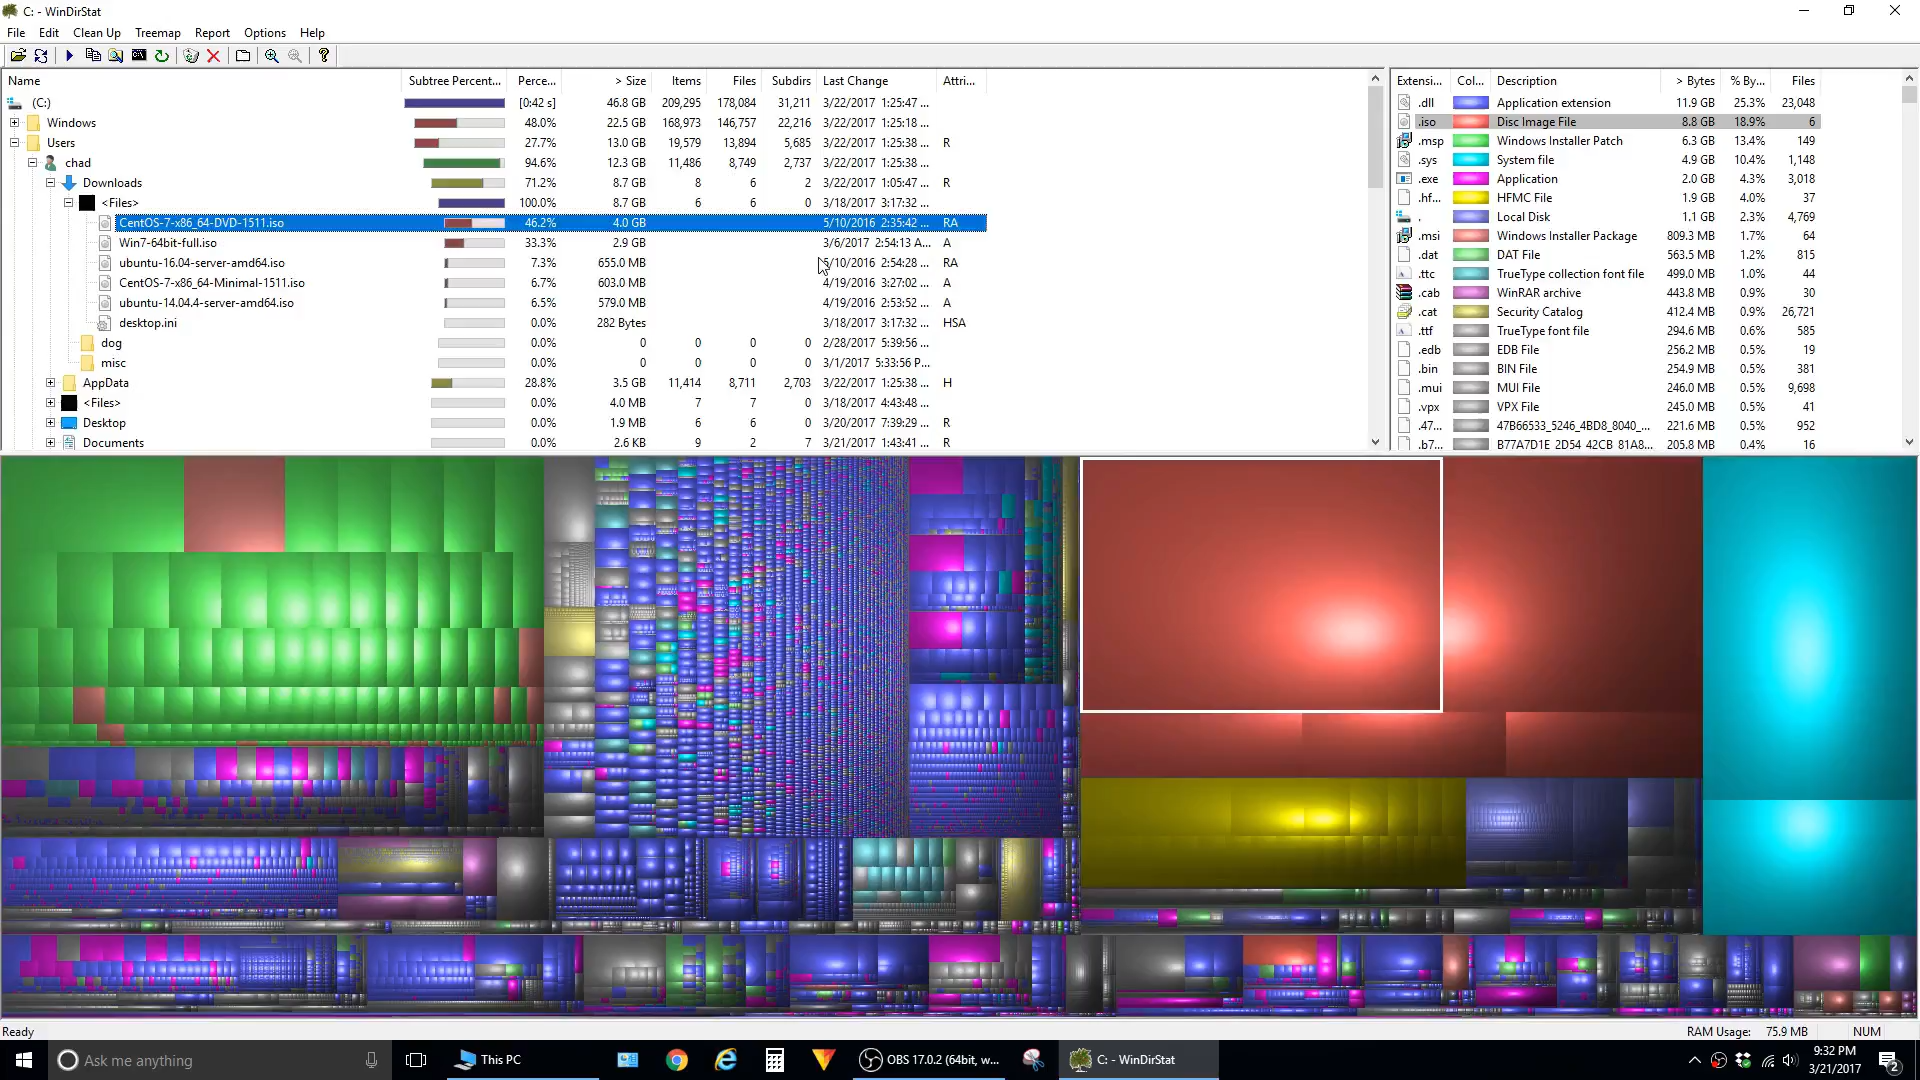 C: - WinDirStat
File Edit Clean Up Treemap Report Options Help
Name Subtree Percent... Perce... > Size Items Files Subdirs Last Change Attri...
(C:) [0:42 s] 46.8 GB 209,295 178,084 31,211 3/22/2017 1:25:47 ...
Windows 48.0% 22.5 GB 168,973 146,757 22,216 3/22/2017 1:25:18 ...
Users 27.7% 13.0 GB 19,579 13,894 5,685 3/22/2017 1:25:38 ... R
chad 94.6% 12.3 GB 11,486 8,749 2,737 3/22/2017 1:25:38 ...
Downloads 71.2% 8.7 GB 8 6 2 3/22/2017 1:05:47 ... R
<Files> 100.0% 8.7 GB 6 6 0 3/18/2017 3:17:32 ...
CentOS-7-x86_64-DVD-1511.iso 46.2% 4.0 GB 5/10/2016 2:35:42 ... RA
Win7-64bit-full.iso 33.3% 2.9 GB 3/6/2017 2:54:13 A... A
ubuntu-16.04-server-amd64.iso 7.3% 655.0 MB 5/10/2016 2:54:28 ... RA
CentOS-7-x86_64-Minimal-1511.iso 6.7% 603.0 MB 4/19/2016 3:27:02 ... A
ubuntu-14.04.4-server-amd64.iso 6.5% 579.0 MB 4/19/2016 2:53:52 ... A
desktop.ini 0.0% 282 Bytes 3/18/2017 3:17:32 ... HSA
dog 0.0% 0 0 0 0 2/28/2017 5:39:56 ...
misc 0.0% 0 0 0 0 3/1/2017 5:33:56 P...
AppData 28.8% 3.5 GB 11,414 8,711 2,703 3/22/2017 1:25:38 ... H
<Files> 0.0% 4.0 MB 7 7 0 3/18/2017 4:43:48 ...
Desktop 0.0% 1.9 MB 6 6 0 3/20/2017 7:39:29 ... R
Documents 0.0% 2.6 KB 9 2 7 3/21/2017 1:43:41 ... R
Extensi... Col... Description > Bytes % By... Files
.dll Application extension 11.9 GB 25.3% 23,048
.iso Disc Image File 8.8 GB 18.9% 6
.msp Windows Installer Patch 6.3 GB 13.4% 149
.sys System file 4.9 GB 10.4% 1,148
.exe Application 2.0 GB 4.3% 3,018
.hf... HFMC File 1.9 GB 4.0% 37
. Local Disk 1.1 GB 2.3% 4,769
.msi Windows Installer Package 809.3 MB 1.7% 64
.dat DAT File 563.5 MB 1.2% 815
.ttc TrueType collection font file 499.0 MB 1.0% 44
.cab WinRAR archive 443.8 MB 0.9% 30
.cat Security Catalog 412.4 MB 0.9% 26,721
.ttf TrueType font file 294.6 MB 0.6% 585
.edb EDB File 256.2 MB 0.5% 19
.bin BIN File 254.9 MB 0.5% 381
.mui MUI File 246.0 MB 0.5% 9,698
.vpx VPX File 245.0 MB 0.5% 41
.47... 47B66533_5246_4BD8_8040_... 221.6 MB 0.5% 952
.b7... B77A7D1E 2D54 42CB 81A8... 205.8 MB 0.4% 16
Ready RAM Usage: 75.9 MB NUM
Ask me anything This PC OBS 17.0.2 (64bit, w... C: - WinDirStat 9:32 PM
3/21/2017
2